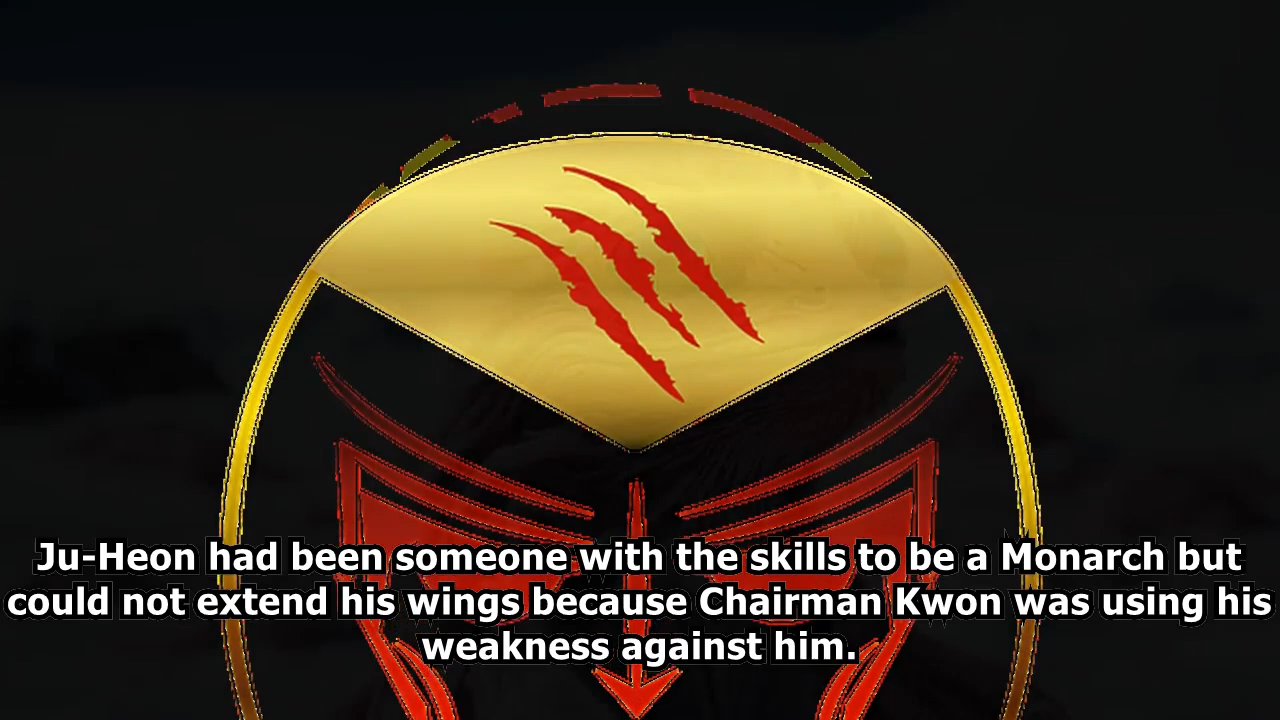 Ju-Heon had been someone with the skills to be a Monarch but
could not extend his wings because Chairman Kwon was using his
weakness against him.